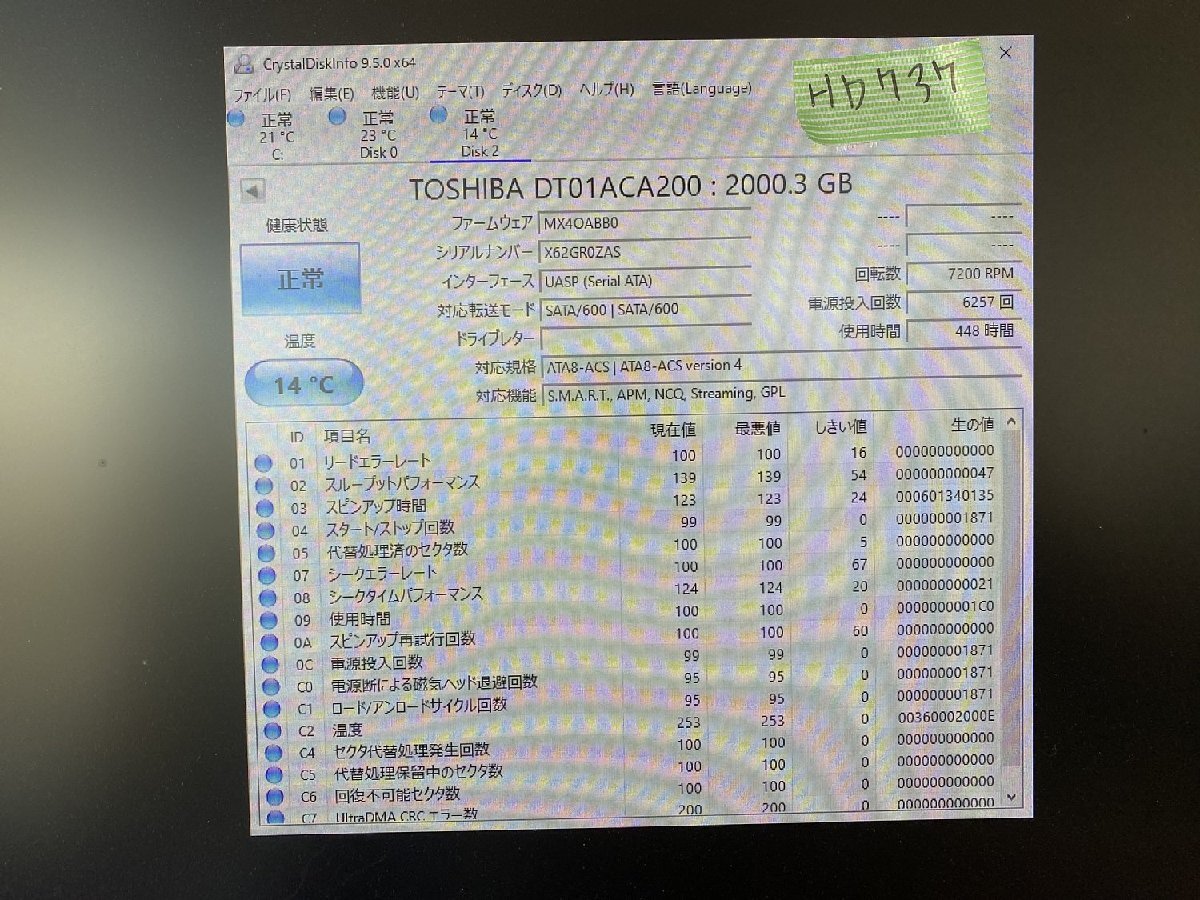 CrystalDiskInfo 9.5.0 x64
HD737
ファイル(F) 編集(E) 機能(U) テーマ(T) ディスク(D) ヘルプ(H) 言語(Language)
正常 正常 正常
21 °C 23 °C 14 °C
C: Disk 0 Disk 2
TOSHIBA DT01ACA200 : 2000.3 GB
健康状態
正常
温度
14 °C
ファームウェア MX4OABB0 ---- ----
シリアルナンバー X62GR0ZAS ---- ----
インターフェース UASP (Serial ATA) 回転数 7200 RPM
対応転送モード SATA/600 | SATA/600 電源投入回数 6257 回
ドライブレター 使用時間 448 時間
対応規格 ATA8-ACS | ATA8-ACS version 4
対応機能 S.M.A.R.T., APM, NCQ, Streaming, GPL
ID 項目名 現在値 最悪値 しきい値 生の値
01 リードエラーレート 100 100 16 000000000000
02 スループットパフォーマンス 139 139 54 000000000047
03 スピンアップ時間 123 123 24 000601340135
04 スタート/ストップ回数 99 99 0 000000001871
05 代替処理済のセクタ数 100 100 5 000000000000
07 シークエラーレート 100 100 67 000000000000
08 シークタイムパフォーマンス 124 124 20 000000000021
09 使用時間 100 100 0 0000000001C0
0A スピンアップ再試行回数 100 100 60 000000000000
0C 電源投入回数 99 99 0 000000001871
C0 電源断による磁気ヘッド退避回数 95 95 0 000000001871
C1 ロード/アンロードサイクル回数 95 95 0 000000001871
C2 温度 253 253 0 00360002000E
C4 セクタ代替処理発生回数 100 100 0 000000000000
C5 代替処理保留中のセクタ数 100 100 0 000000000000
C6 回復不可能セクタ数 100 100 0 000000000000
C7 UltraDMA CRC エラー数 200 200 0 000000000000